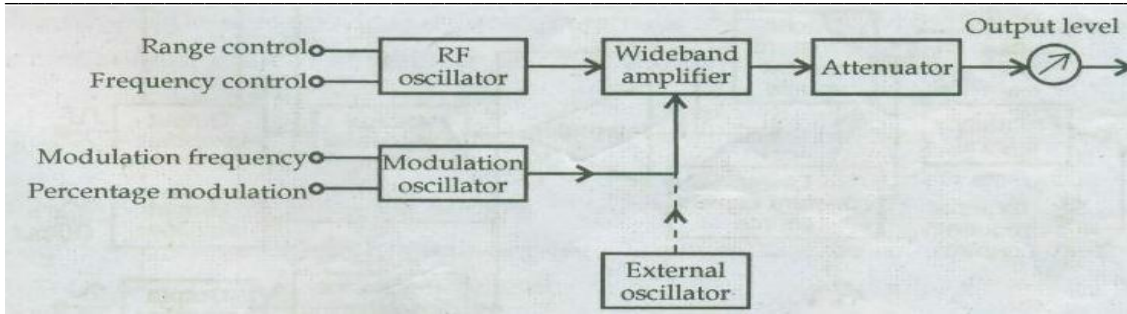 Output level
Range control
Frequency control
RF
oscillator
Wideband
amplifier
Attenuator
Modulation frequency
Percentage modulation
Modulation
oscillator
External
oscillator